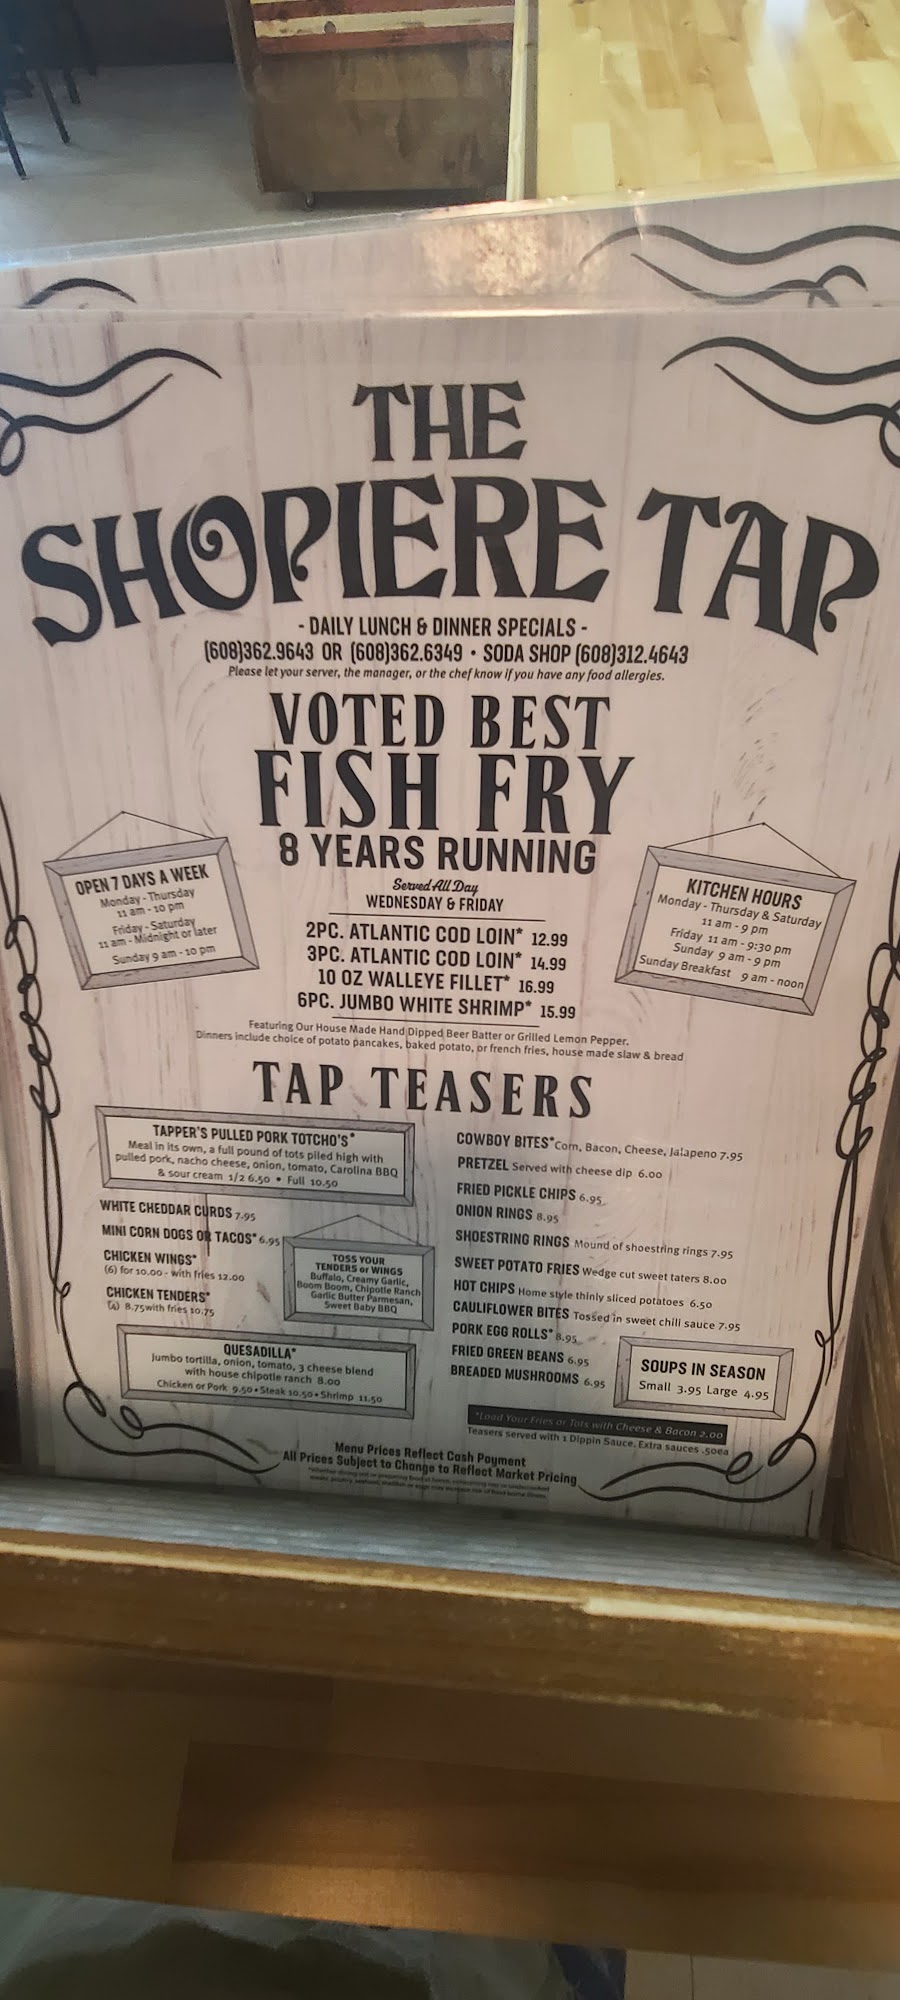 THE
SHOPIERE TAP
- DAILY LUNCH & DINNER SPECIALS -
(608)362.9643 OR (608)362.6349 • SODA SHOP (608)312.4643
Please let your server, the manager, or the chef know if you have any food allergies.
VOTED BEST
FISH FRY
8 YEARS RUNNING
Served All Day
WEDNESDAY & FRIDAY
2PC. ATLANTIC COD LOIN* 12.99
3PC. ATLANTIC COD LOIN* 14.99
10 OZ WALLEYE FILLET* 16.99
6PC. JUMBO WHITE SHRIMP* 15.99
Featuring Our House Made Hand Dipped Beer Batter or Grilled Lemon Pepper.
Dinners include choice of potato pancakes, baked potato, or french fries, house made slaw & bread
OPEN 7 DAYS A WEEK
Monday - Thursday
11 am - 10 pm
Friday - Saturday
11 am - Midnight or later
Sunday 9 am - 10 pm
KITCHEN HOURS
Monday - Thursday & Saturday
11 am - 9 pm
Friday 11 am - 9:30 pm
Sunday 9 am - 9 pm
Sunday Breakfast 9 am - noon
TAP TEASERS
TAPPER'S PULLED PORK TOTCHO'S*
Meal in its own, a full pound of tots piled high with
pulled pork, nacho cheese, onion, tomato, Carolina BBQ
& sour cream 1/2 6.50 • Full 10.50
WHITE CHEDDAR CURDS 7.95
MINI CORN DOGS OR TACOS* 6.95
CHICKEN WINGS*
(6) for 10.00 - with fries 12.00
CHICKEN TENDERS*
(4) 8.75 with fries 10.75
TOSS YOUR
TENDERS or WINGS
Buffalo, Creamy Garlic,
Boom Boom, Chipotle Ranch
Garlic Butter Parmesan,
Sweet Baby BBQ
QUESADILLA*
Jumbo tortilla, onion, tomato, 3 cheese blend
with house chipotle ranch 8.00
Chicken or Pork 9.50 • Steak 10.50 • Shrimp 11.50
COWBOY BITES* Corn, Bacon, Cheese, Jalapeno 7.95
PRETZEL Served with cheese dip 6.00
FRIED PICKLE CHIPS 6.95
ONION RINGS 8.95
SHOESTRING RINGS Mound of shoestring rings 7.95
SWEET POTATO FRIES Wedge cut sweet taters 8.00
HOT CHIPS Home style thinly sliced potatoes 6.50
CAULIFLOWER BITES Tossed in sweet chili sauce 7.95
PORK EGG ROLLS* 8.95
FRIED GREEN BEANS 6.95
BREADED MUSHROOMS 6.95
SOUPS IN SEASON
Small 3.95 Large 4.95
*Load Your Fries or Tots with Cheese & Bacon 2.00
Teasers served with 1 Dippin Sauce. Extra sauces .50ea
Menu Prices Reflect Cash Payment
All Prices Subject to Change to Reflect Market Pricing